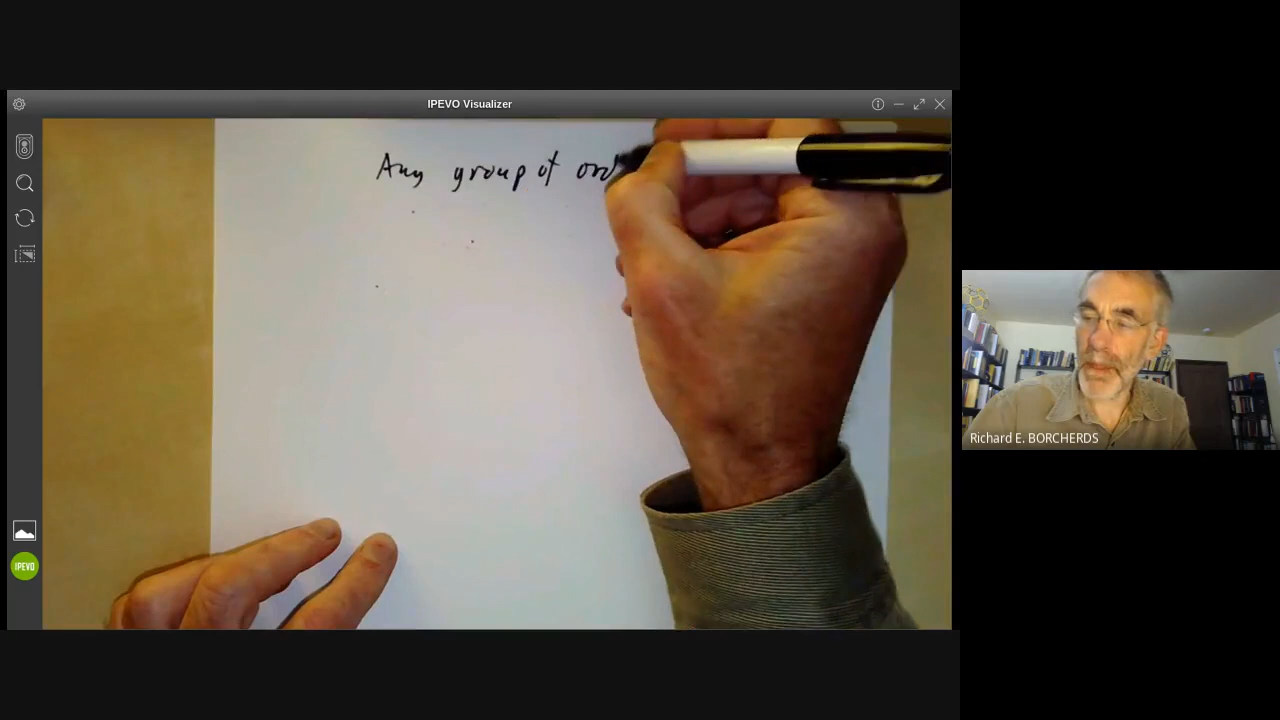 IPEVO Visualizer
Any group of ord
IPEVO
Richard E. BORCHERDS